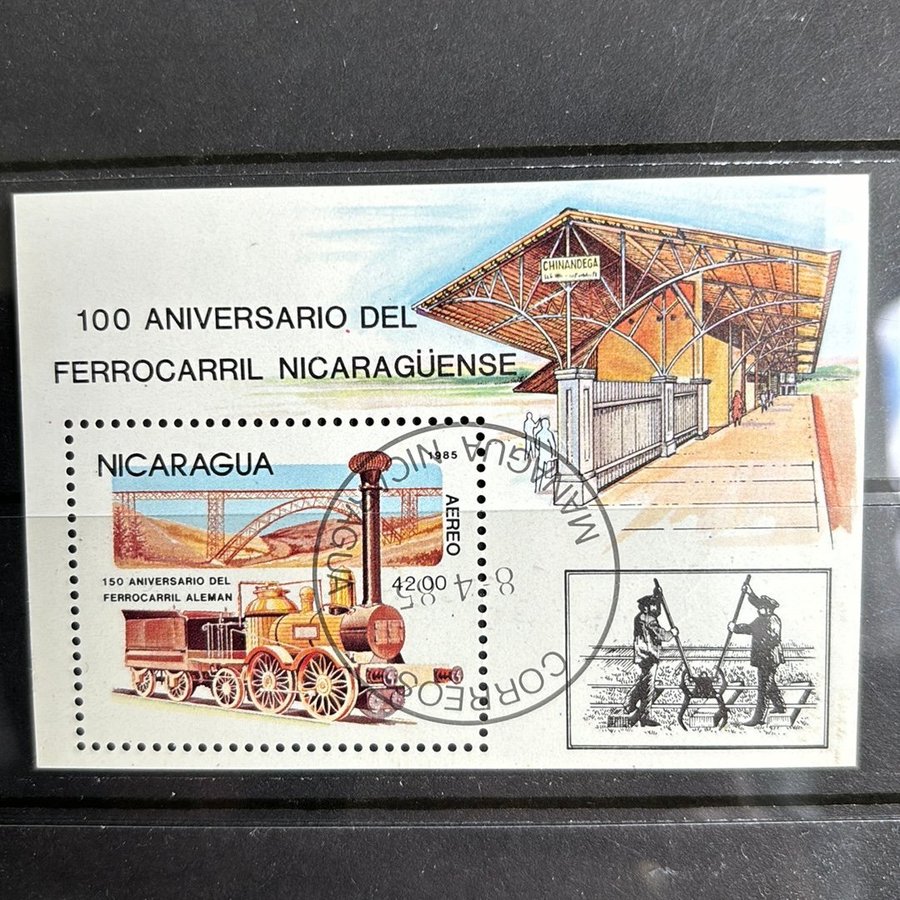 100 ANIVERSARIO DEL
FERROCARRIL NICARAGÜENSE
CHINANDEGA
NICARAGUA
1985
AEREO
150 ANIVERSARIO DEL
FERROCARRIL ALEMAN
42.00
MANAGUA NICARAGUA
8.4.85
CORREOS